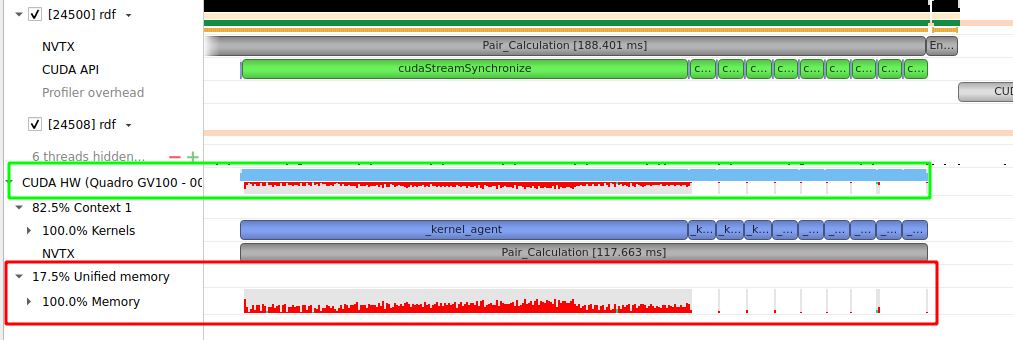 [24500] rdf
NVTX Pair_Calculation [188.401 ms] En...
CUDA API cudaStreamSynchronize c... c... c... c... c... c... c... c... c...
Profiler overhead CUD
[24508] rdf
6 threads hidden... — +
CUDA HW (Quadro GV100 - 00
82.5% Context 1
100.0% Kernels _kernel_agent _k... _k... _k... _... _... _... _... _... _...
NVTX Pair_Calculation [117.663 ms]
17.5% Unified memory
100.0% Memory